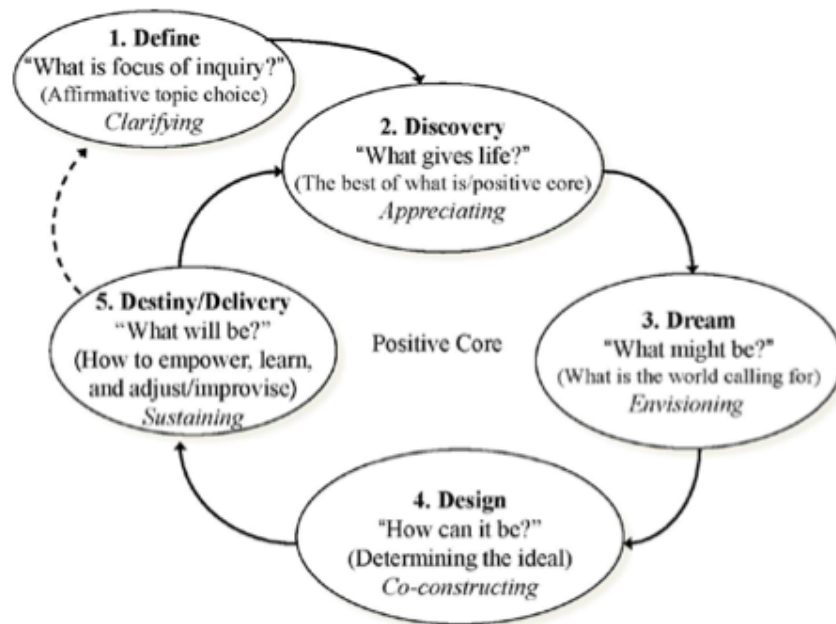 1. Define
"What is focus of inquiry?"
(Affirmative topic choice)
Clarifying
2. Discovery
"What gives life?"
(The best of what is/positive core)
Appreciating
3. Dream
"What might be?"
(What is the world calling for)
Envisioning
4. Design
"How can it be?"
(Determining the ideal)
Co-constructing
5. Destiny/Delivery
"What will be?"
(How to empower, learn,
and adjust/improvise)
Sustaining
Positive Core